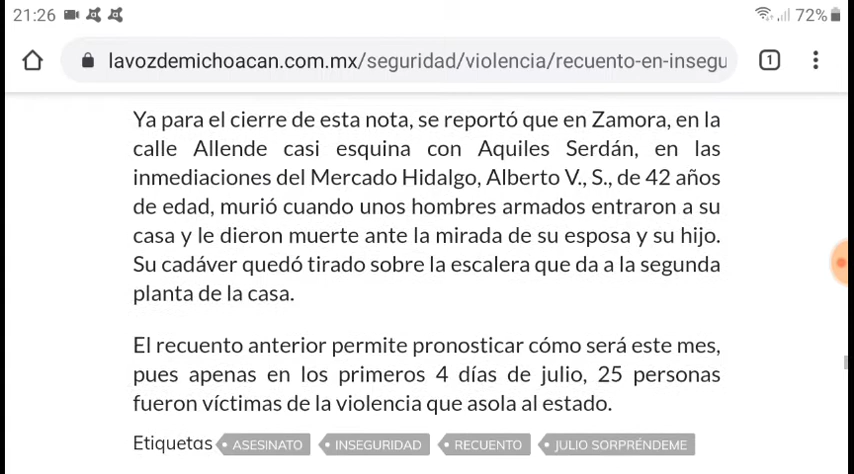 21:26
72%
lavozdemichoacan.com.mx/seguridad/violencia/recuento-en-insegu
1
Ya para el cierre de esta nota, se reportó que en Zamora, en la
calle Allende casi esquina con Aquiles Serdán, en las
inmediaciones del Mercado Hidalgo, Alberto V., S., de 42 años
de edad, murió cuando unos hombres armados entraron a su
casa y le dieron muerte ante la mirada de su esposa y su hijo.
Su cadáver quedó tirado sobre la escalera que da a la segunda
planta de la casa.
El recuento anterior permite pronosticar cómo será este mes,
pues apenas en los primeros 4 días de julio, 25 personas
fueron víctimas de la violencia que asola al estado.
Etiquetas • ASESINATO • INSEGURIDAD • RECUENTO • JULIO SORPRÉNDEME